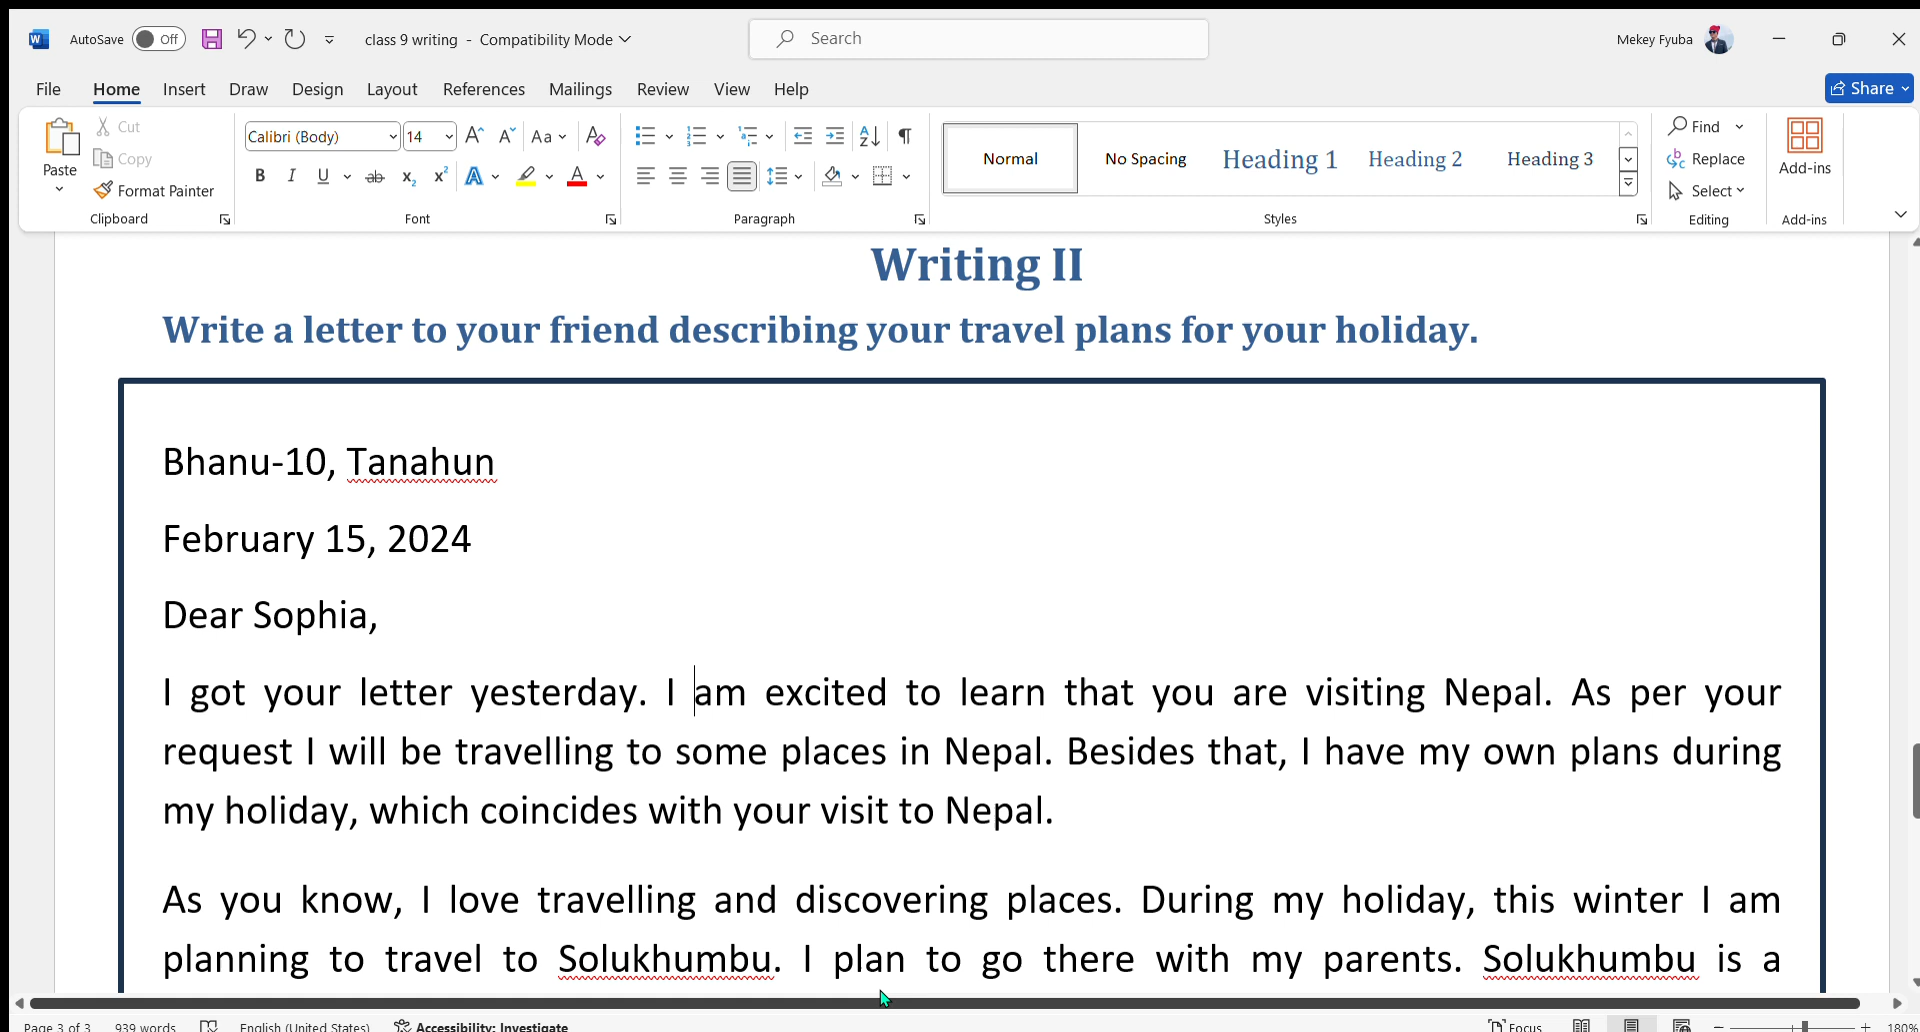 AutoSave Off class 9 writing - Compatibility Mode Search Mekey Fyuba
File Home Insert Draw Design Layout References Mailings Review View Help Share
Paste Cut Copy Format Painter Clipboard
Calibri (Body) 14 Font
Paragraph
Normal No Spacing Heading 1 Heading 2 Heading 3 Styles
Find Replace Select Editing
Add-ins Add-ins
Writing II
Write a letter to your friend describing your travel plans for your holiday.
Bhanu-10, Tanahun
February 15, 2024
Dear Sophia,
I got your letter yesterday. I am excited to learn that you are visiting Nepal. As per your
request I will be travelling to some places in Nepal. Besides that, I have my own plans during
my holiday, which coincides with your visit to Nepal.
As you know, I love travelling and discovering places. During my holiday, this winter I am
planning to travel to Solukhumbu. I plan to go there with my parents. Solukhumbu is a
Page 3 of 3 939 words English (United States) Accessibility: Investigate Focus 180%